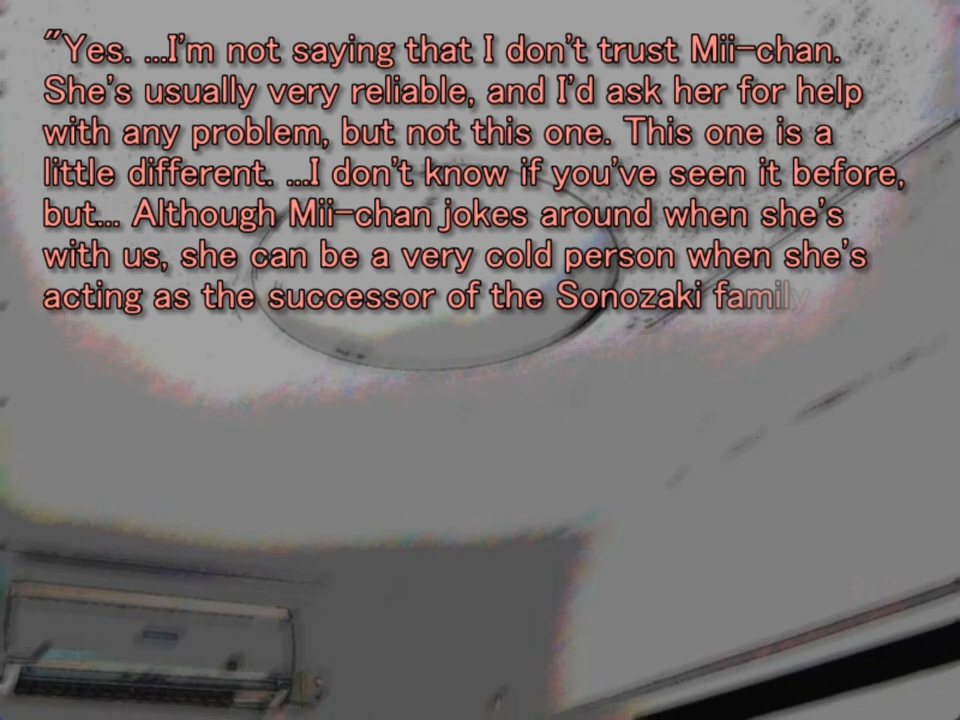 "Yes. ...I'm not saying that I don't trust Mii-chan.
She's usually very reliable, and I'd ask her for help
with any problem, but not this one. This one is a
little different. ...I don't know if you've seen it before,
but... Although Mii-chan jokes around when she's
with us, she can be a very cold person when she's
acting as the successor of the Sonozaki family